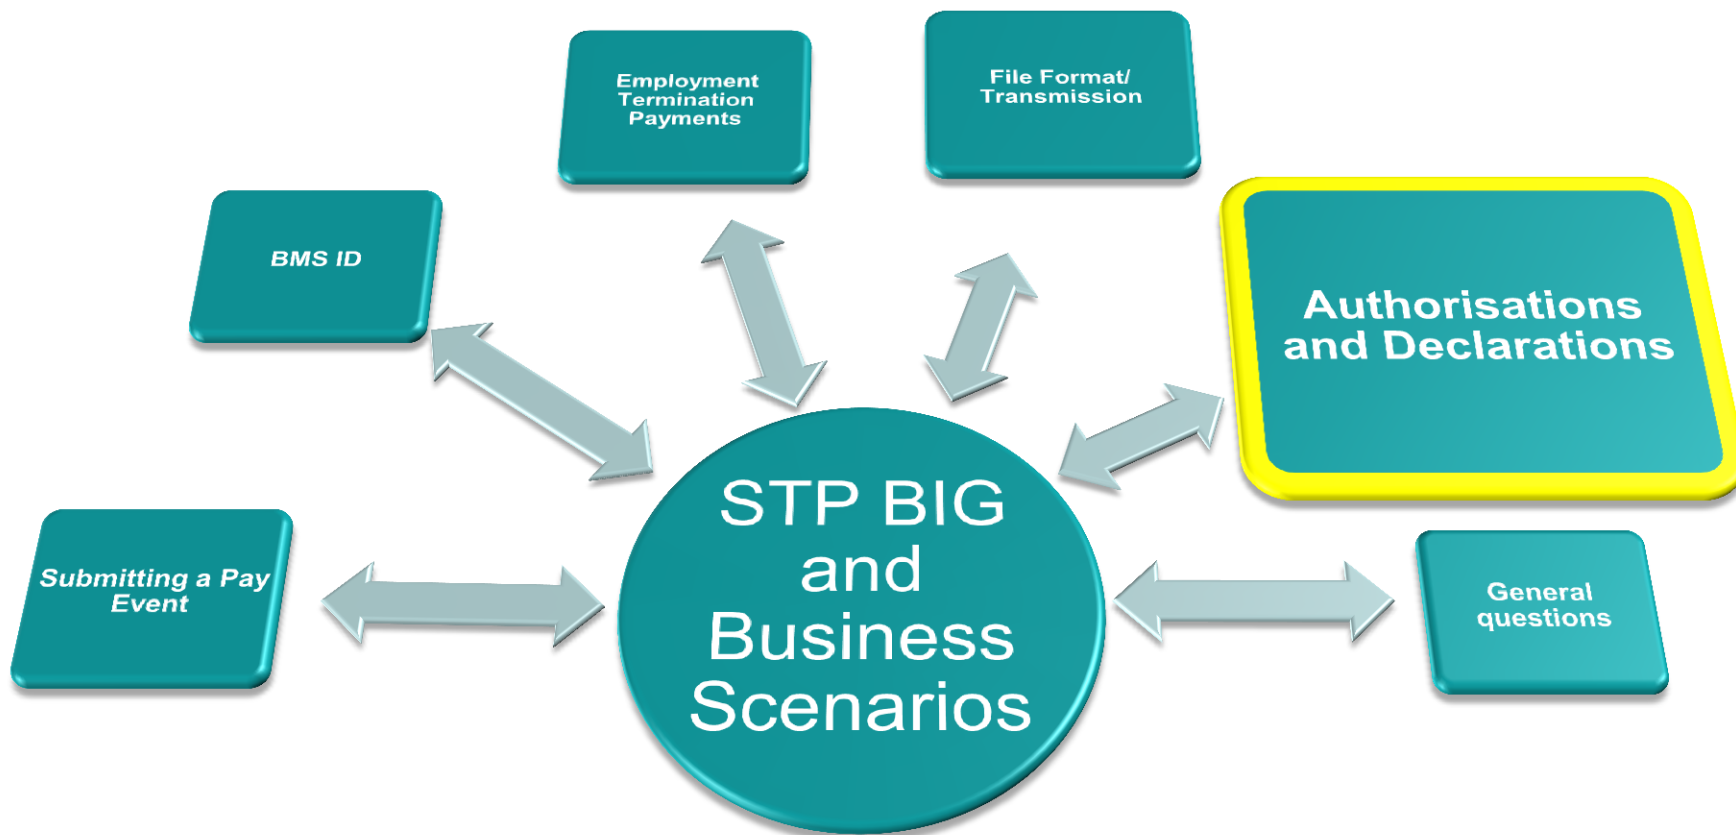 Employment
Termination
Payments
File Format/
Transmission
BMS ID
Authorisations
and Declarations
Submitting a Pay
Event
STP BIG
and
Business
Scenarios
General
questions